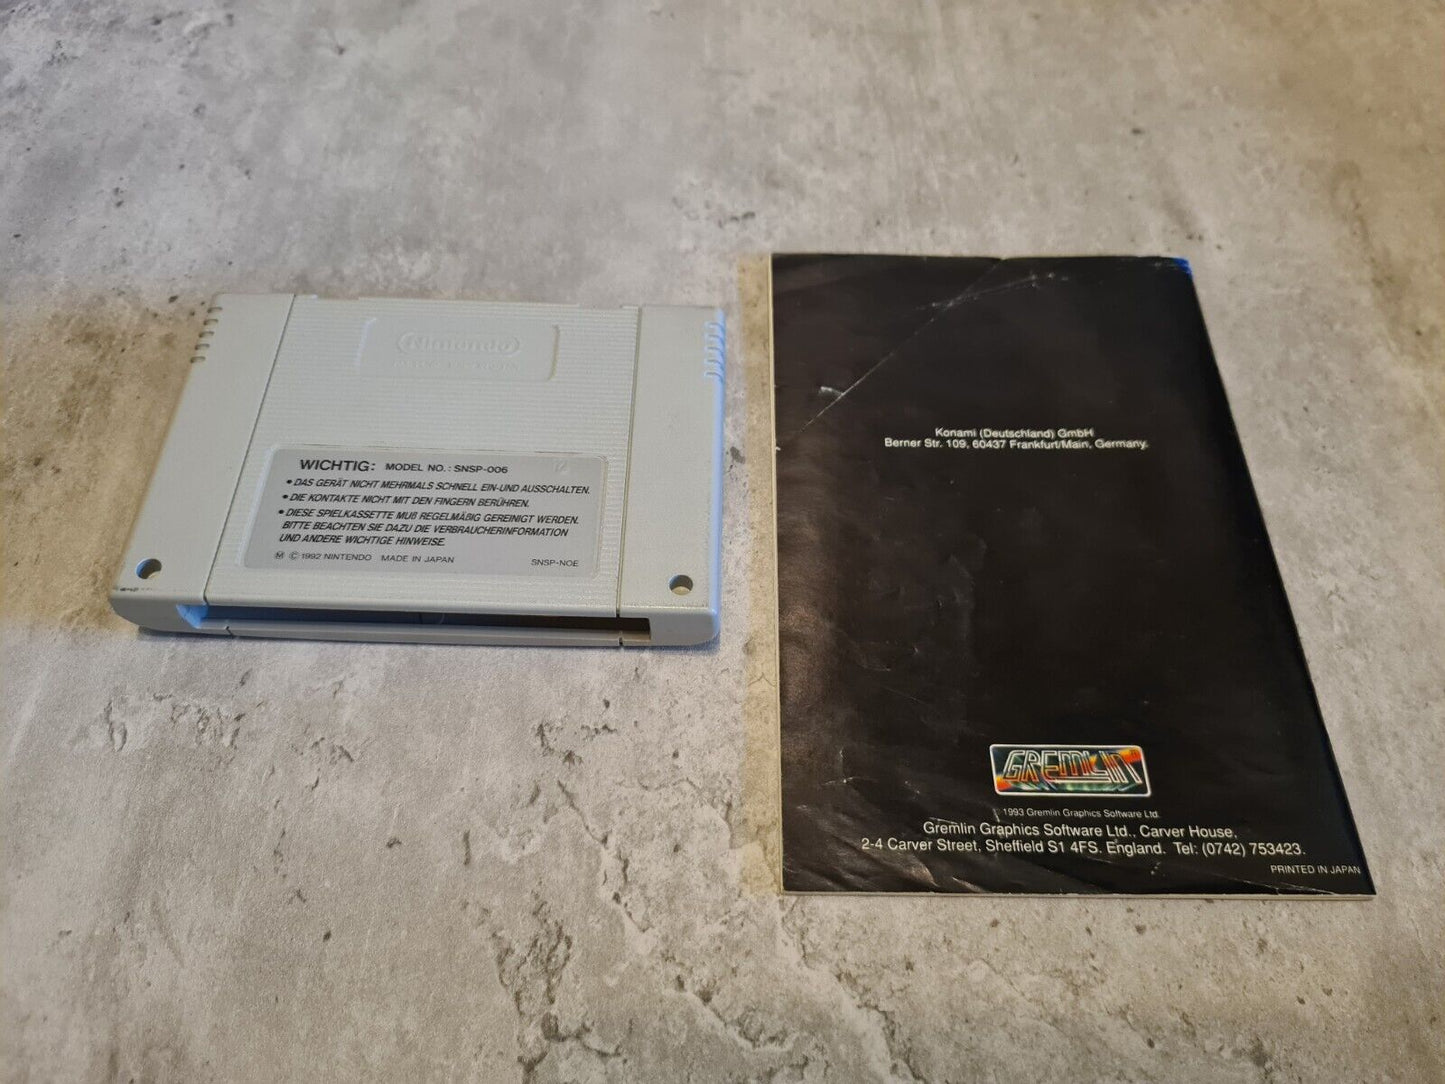 Nintendo
WICHTIG: MODEL NO.: SNSP-006
• DAS GERÄT NICHT MEHRMALS SCHNELL EIN-UND AUSSCHALTEN.
• DIE KONTAKTE NICHT MIT DEN FINGERN BERÜHREN.
• DIESE SPIELKASSETTE MUß REGELMÄßIG GEREINIGT WERDEN.
BITTE BEACHTEN SIE DAZU DIE VERBRAUCHERINFORMATION
UND ANDERE WICHTIGE HINWEISE.
Ⓜ © 1992 NINTENDO MADE IN JAPAN SNSP-NOE
Konami (Deutschland) GmbH
Berner Str. 109, 60437 Frankfurt/Main, Germany.
GREMLIN
© 1993 Gremlin Graphics Software Ltd.
Gremlin Graphics Software Ltd., Carver House,
2-4 Carver Street, Sheffield S1 4FS. England. Tel: (0742) 753423.
PRINTED IN JAPAN